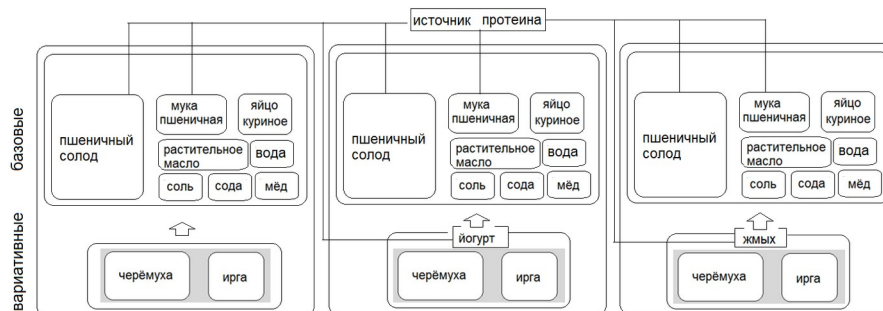 источник протеина
базовые
пшеничный
солод
мука
пшеничная
яйцо
куриное
растительное
масло
вода
соль
сода
мёд
пшеничный
солод
мука
пшеничная
яйцо
куриное
растительное
масло
вода
соль
сода
мёд
пшеничный
солод
мука
пшеничная
яйцо
куриное
растительное
масло
вода
соль
сода
мёд
вариативные
черёмуха
ирга
йогурт
черёмуха
ирга
жмых
черёмуха
ирга